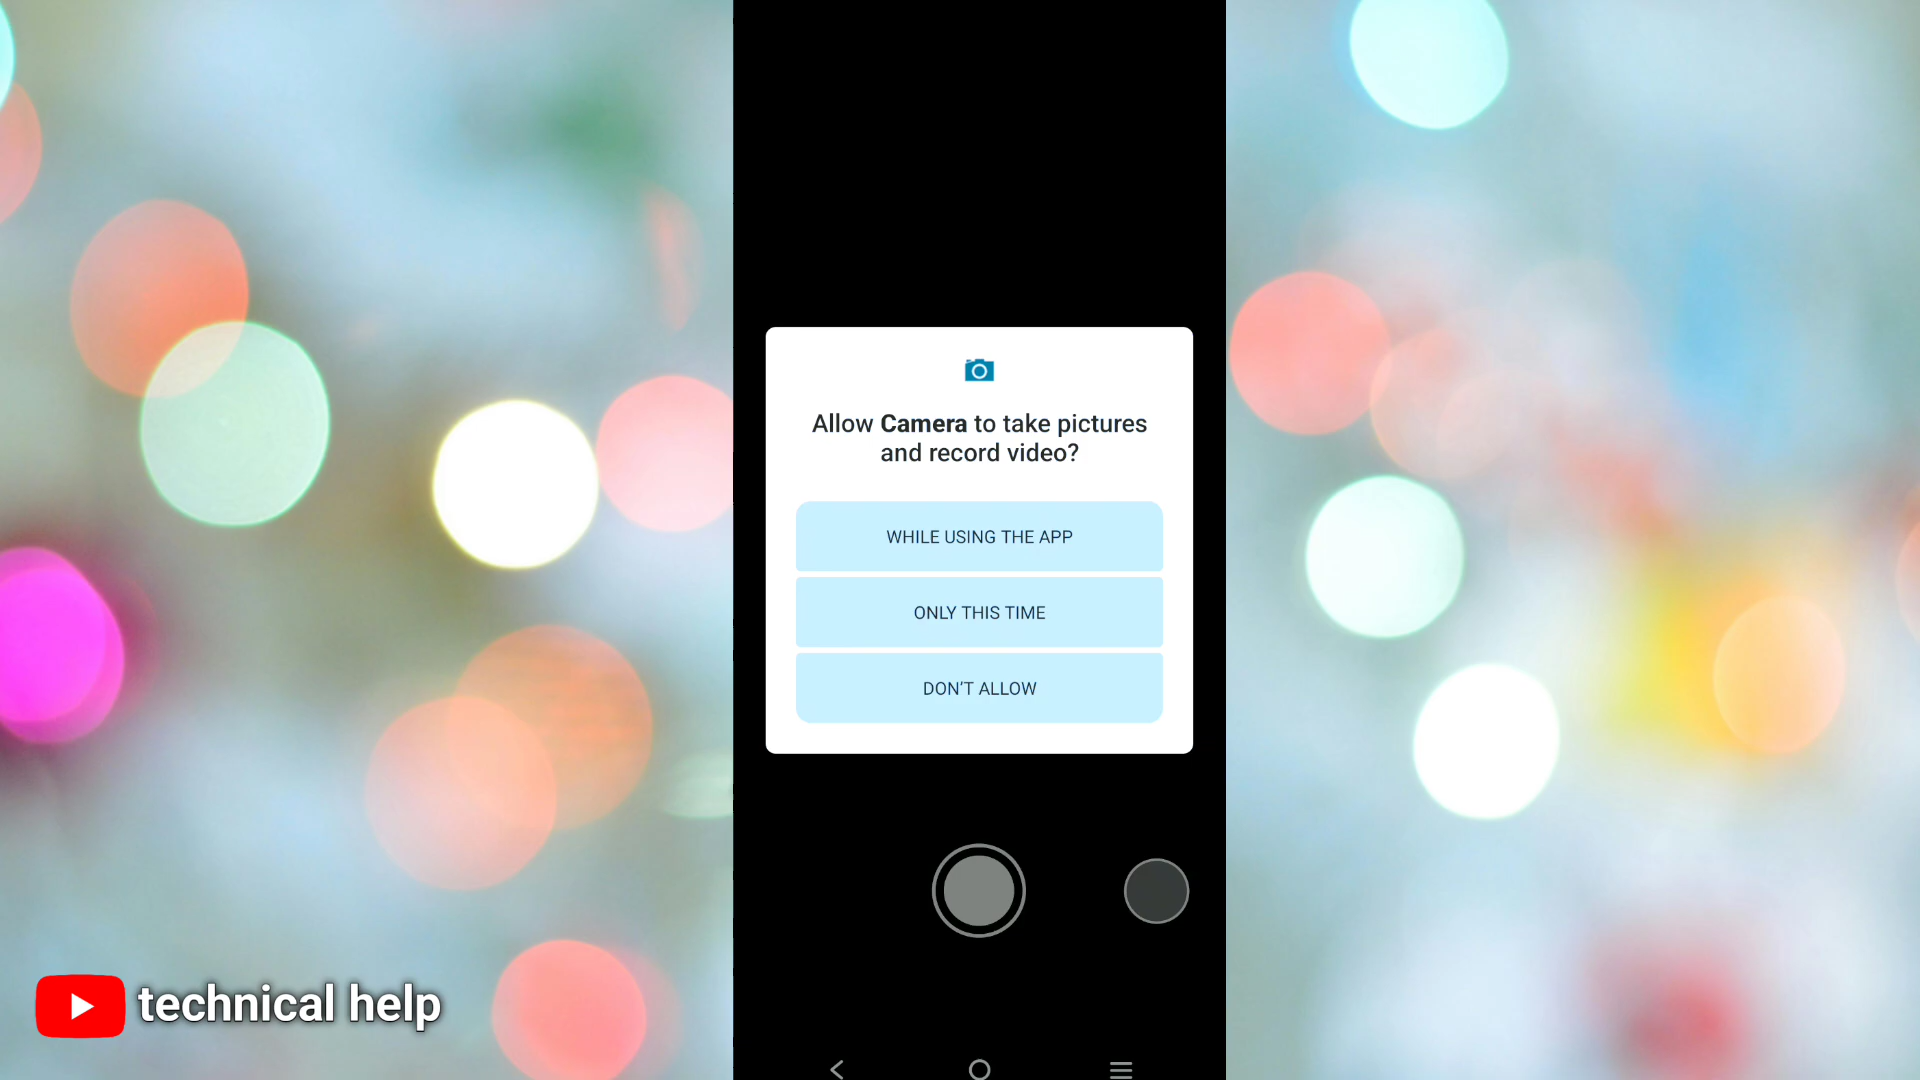 Allow Camera to take pictures
and record video?
WHILE USING THE APP
ONLY THIS TIME
DON'T ALLOW
technical help